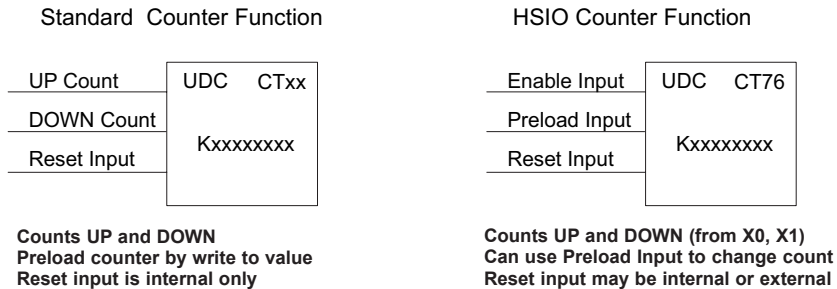 Standard Counter Function
UP Count
UDC CTxx
DOWN Count
Kxxxxxxxx
Reset Input
Counts UP and DOWN
Preload counter by write to value
Reset input is internal only
HSIO Counter Function
Enable Input
UDC CT76
Preload Input
Kxxxxxxxx
Reset Input
Counts UP and DOWN (from X0, X1)
Can use Preload Input to change count
Reset input may be internal or external